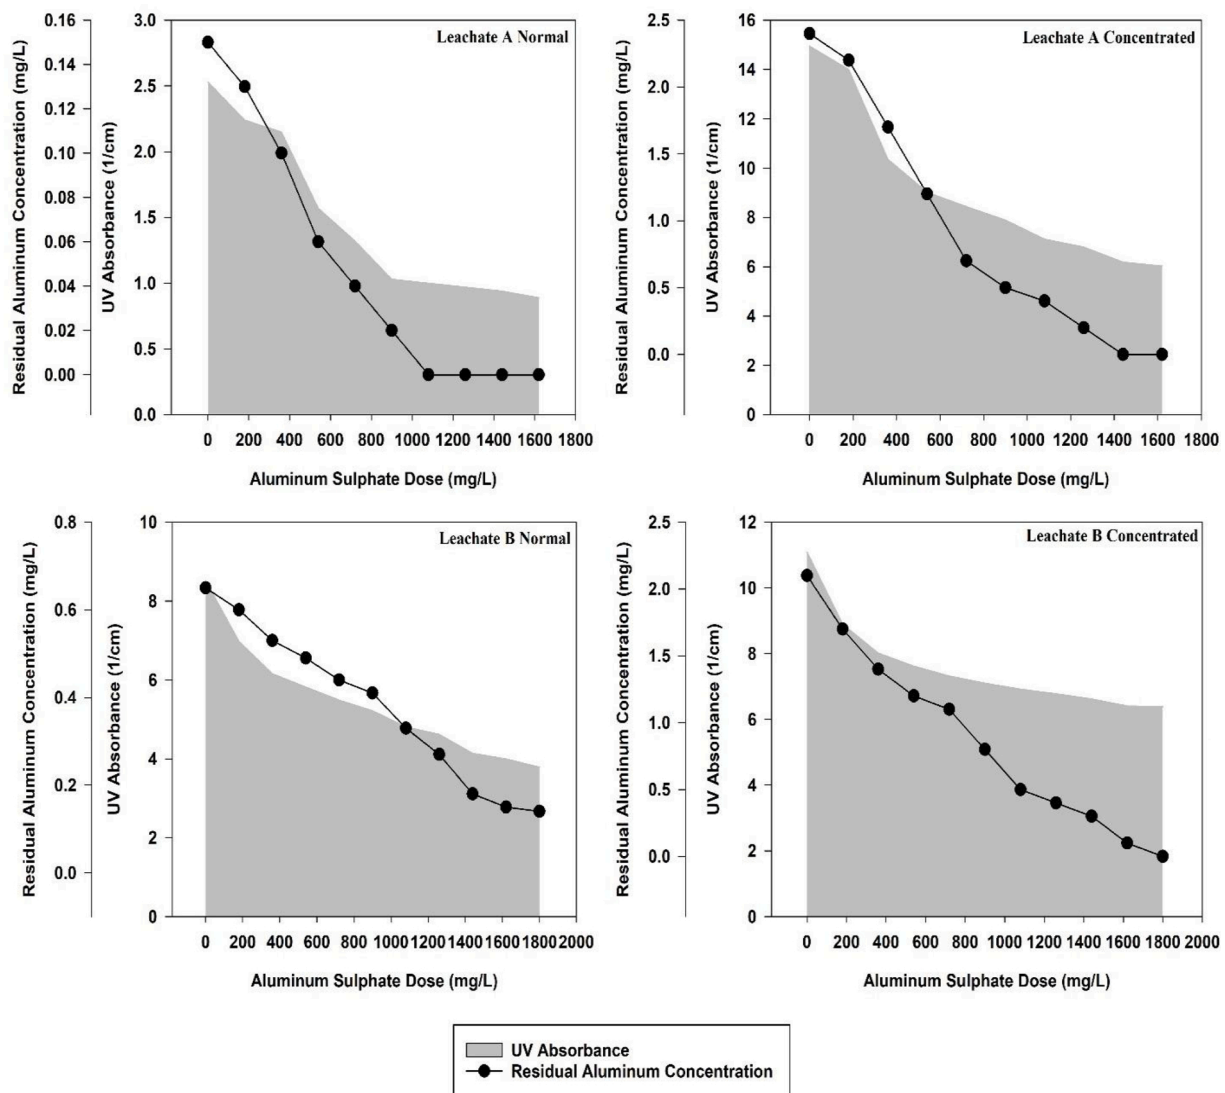 Leachate A Normal
Residual Aluminum Concentration (mg/L)
0.16
0.14
0.12
0.10
0.08
0.06
0.04
0.02
0.00
UV Absorbance (1/cm)
3.0
2.5
2.0
1.5
1.0
0.5
0.0
0 200 400 600 800 1000 1200 1400 1600 1800
Aluminum Sulphate Dose (mg/L)
Leachate A Concentrated
Residual Aluminum Concentration (mg/L)
2.5
2.0
1.5
1.0
0.5
0.0
UV Absorbance (1/cm)
16
14
12
10
8
6
4
2
0
0 200 400 600 800 1000 1200 1400 1600 1800
Aluminum Sulphate Dose (mg/L)
Leachate B Normal
Residual Aluminum Concentration (mg/L)
0.8
0.6
0.4
0.2
0.0
UV Absorbance (1/cm)
10
8
6
4
2
0
0 200 400 600 800 1000 1200 1400 1600 1800 2000
Aluminum Sulphate Dose (mg/L)
Leachate B Concentrated
Residual Aluminum Concentration (mg/L)
2.5
2.0
1.5
1.0
0.5
0.0
UV Absorbance (1/cm)
12
10
8
6
4
2
0
0 200 400 600 800 1000 1200 1400 1600 1800 2000
Aluminum Sulphate Dose (mg/L)
UV Absorbance
Residual Aluminum Concentration